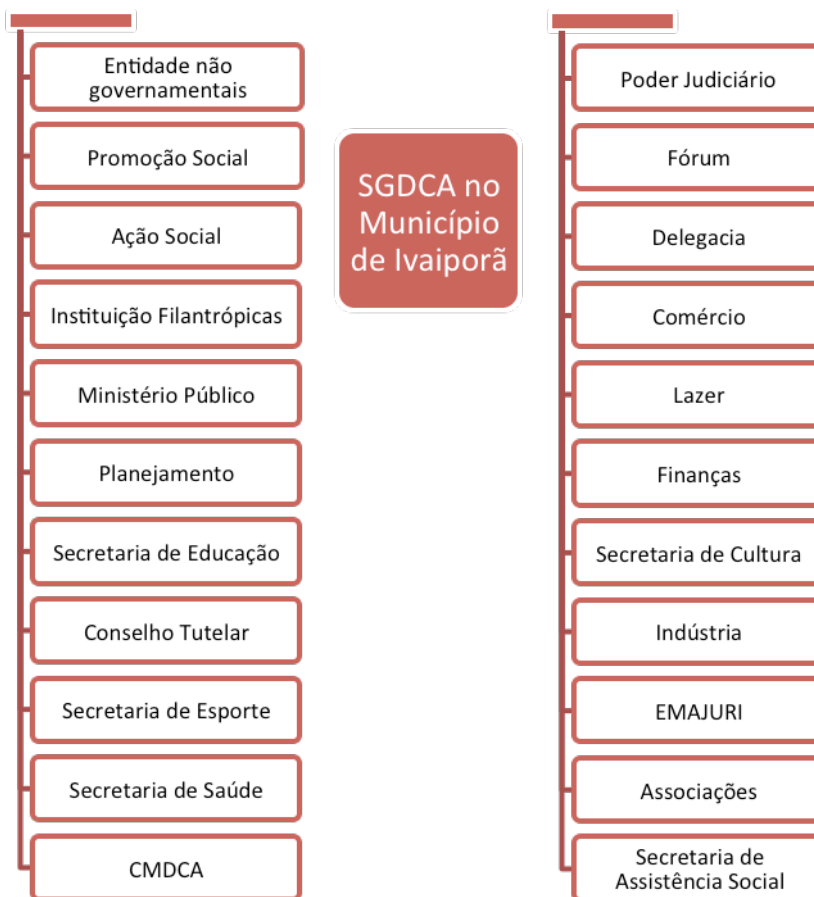 Entidade não
governamentais
Promoção Social
Ação Social
Instituição Filantrópicas
Ministério Público
Planejamento
Secretaria de Educação
Conselho Tutelar
Secretaria de Esporte
Secretaria de Saúde
CMDCA
SGDCA no
Município
de Ivaiporã
Poder Judiciário
Fórum
Delegacia
Comércio
Lazer
Finanças
Secretaria de Cultura
Indústria
EMAJURI
Associações
Secretaria de
Assistência Social